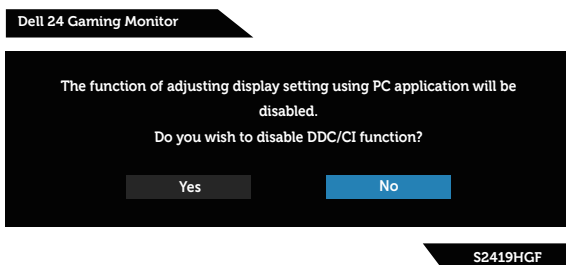 Dell 24 Gaming Monitor
The function of adjusting display setting using PC application will be
disabled.
Do you wish to disable DDC/CI function?
Yes
No
S2419HGF